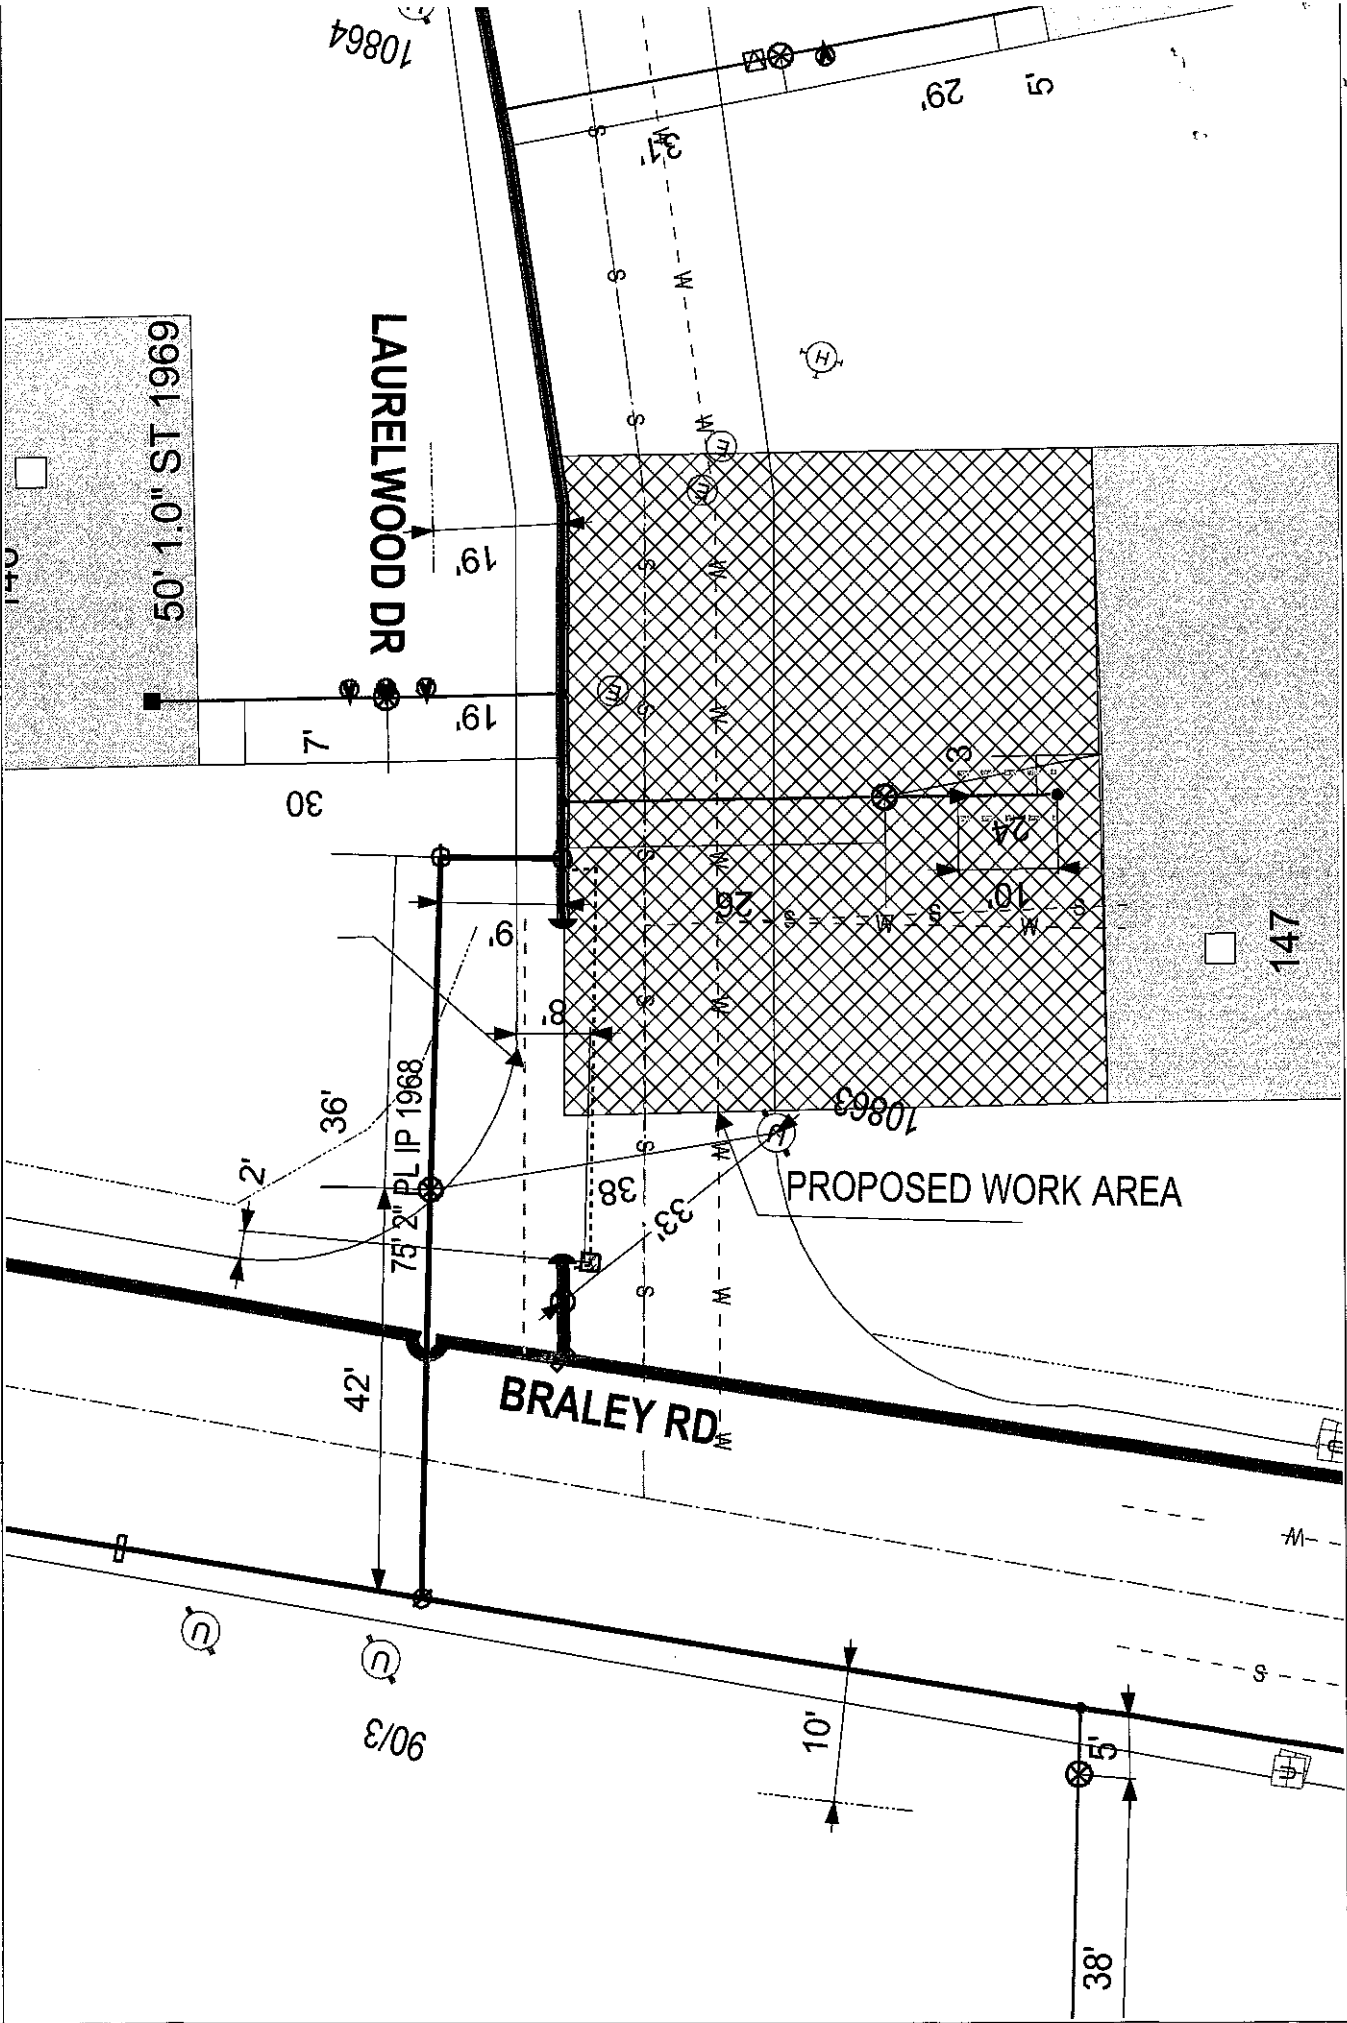 10864
29'
5'
31'
S
W
50' 1.0" ST 1969
LAURELWOOD DR
S
W
H
S
W
E
E
19'
S
W
E
19'
S
W
7'
30
3
24
S
W
26
10'
9'
S
W
S
S
W
147
8'
S
W
36'
75' 2" PL IP 1968
10863
U
2'
38
33'
S
W
PROPOSED WORK AREA
S
W
42'
BRALEY RD
W
U
W
U
U
S
90/3
10'
5'
U
38'